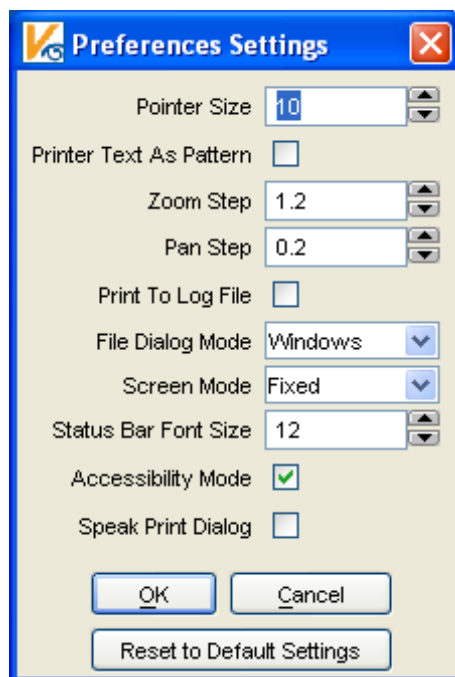 Preferences Settings
Pointer Size 10
Printer Text As Pattern
Zoom Step 1.2
Pan Step 0.2
Print To Log File
File Dialog Mode Windows
Screen Mode Fixed
Status Bar Font Size 12
Accessibility Mode
Speak Print Dialog
OK Cancel
Reset to Default Settings